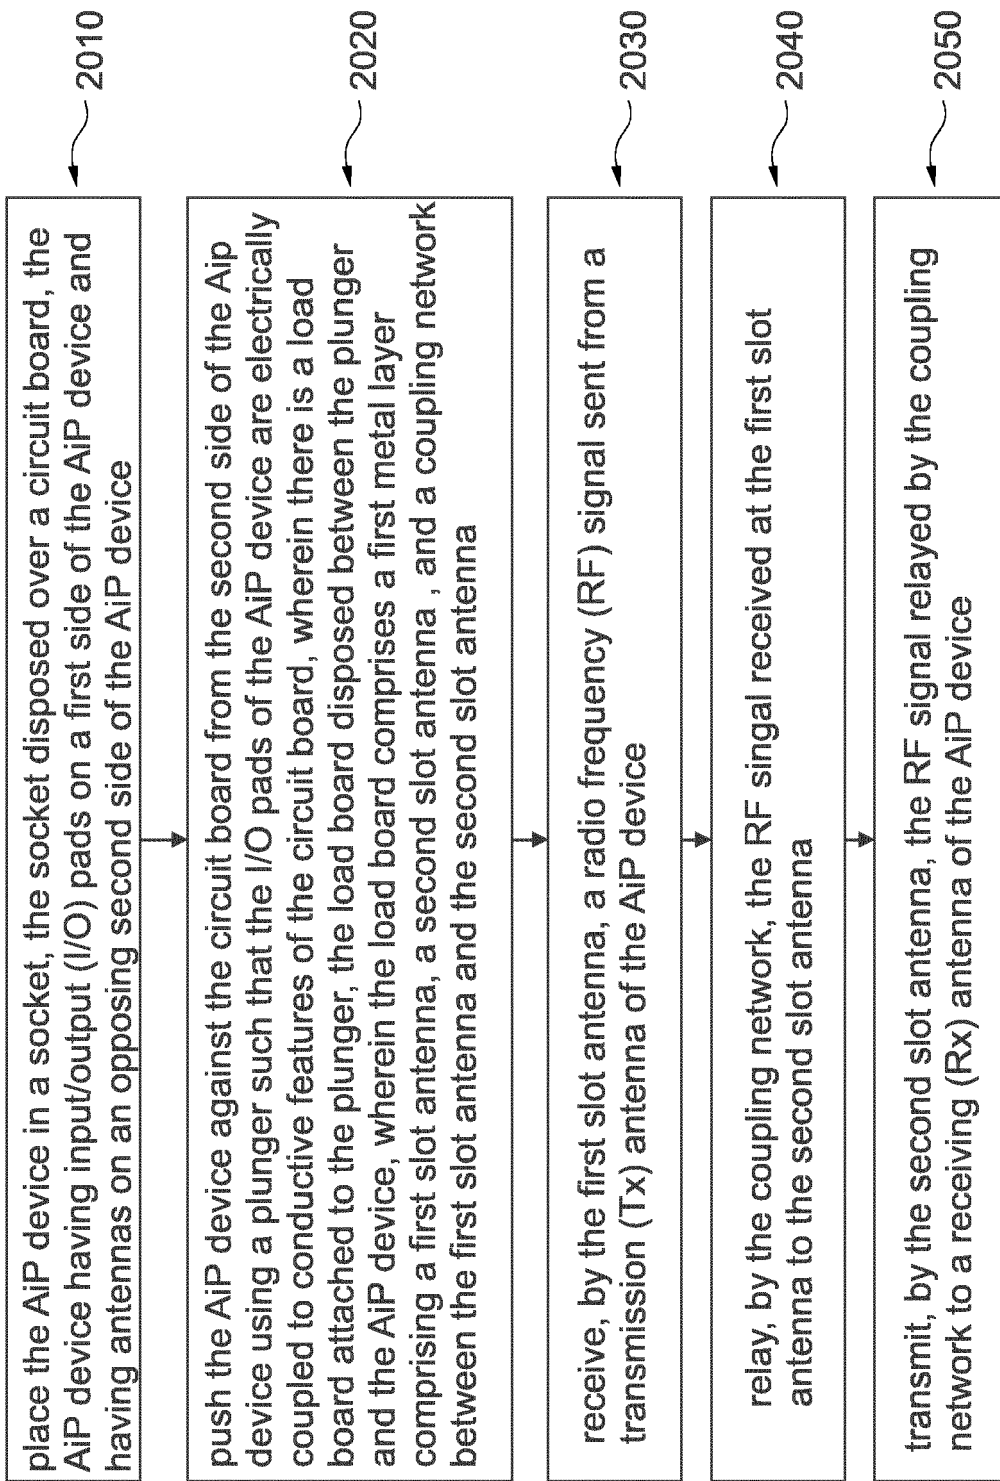 place the AiP device in a socket, the socket disposed over a circuit board, the
AiP device having input/output (I/O) pads on a first side of the AiP device and
having antennas on an opposing second side of the AiP device
2010
push the AiP device against the circuit board from the second side of the Aip
device using a plunger such that the I/O pads of the AiP device are electrically
coupled to conductive features of the circuit board, wherein there is a load
board attached to the plunger, the load board disposed between the plunger
and the AiP device, wherein the load board comprises a first metal layer
comprising a first slot antenna, a second slot antenna , and a coupling network
between the first slot antenna and the second slot antenna
2020
receive, by the first slot antenna, a radio frequency (RF) signal sent from a
transmission (Tx) antenna of the AiP device
2030
relay, by the coupling network, the RF singal received at the first slot
antenna to the second slot antenna
2040
transmit, by the second slot antenna, the RF signal relayed by the coupling
network to a receiving (Rx) antenna of the AiP device
2050